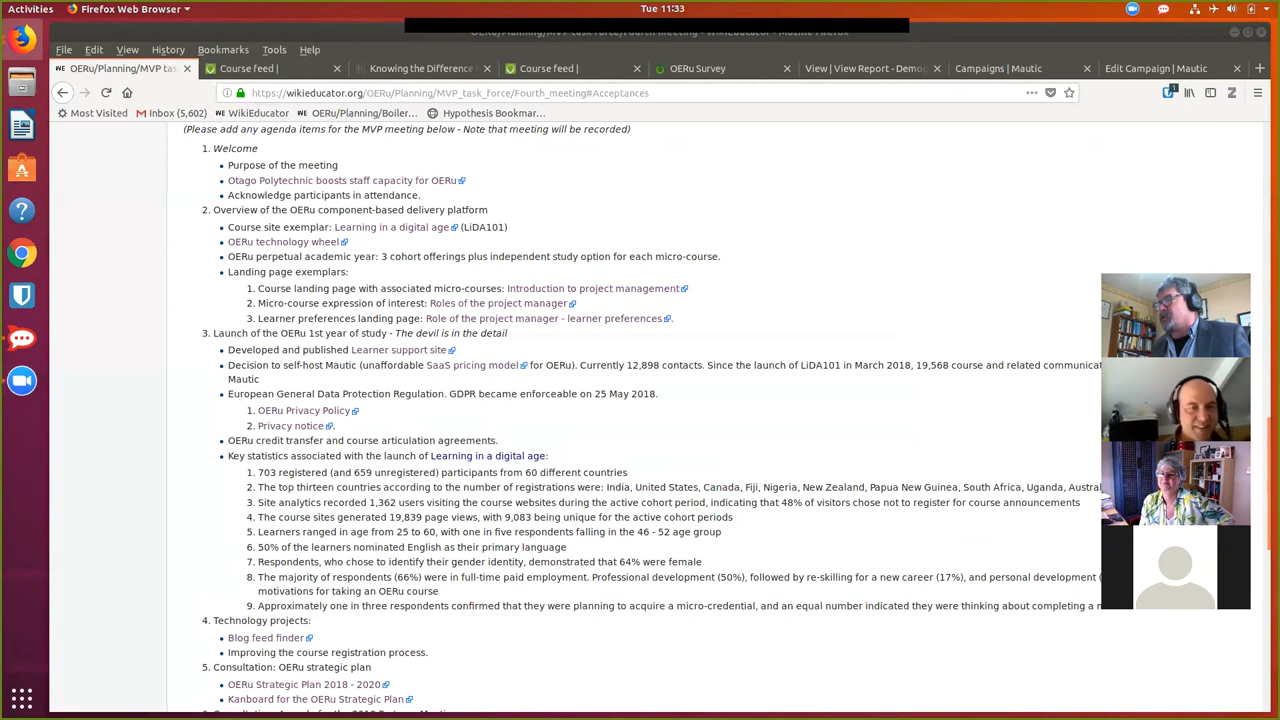 Activities Firefox Web Browser Tue 11:33
OERu/Planning/MVP task force/Fourth meeting - WikiEducator - Mozilla Firefox
File Edit View History Bookmarks Tools Help
WE OERu/Planning/MVP tas Course feed | Knowing the Difference Course feed | OERu Survey View | View Report - Demog Campaigns | Mautic Edit Campaign | Mautic
https://wikieducator.org/OERu/Planning/MVP_task_force/Fourth_meeting#Acceptances
Most Visited Inbox (5,602) WE WikiEducator WE OERu/Planning/Boiler... Hypothesis Bookmar...
(Please add any agenda items for the MVP meeting below - Note that meeting will be recorded)
1. Welcome
Purpose of the meeting
Otago Polytechnic boosts staff capacity for OERu
Acknowledge participants in attendance.
2. Overview of the OERu component-based delivery platform
Course site exemplar: Learning in a digital age (LiDA101)
OERu technology wheel
OERu perpetual academic year: 3 cohort offerings plus independent study option for each micro-course.
Landing page exemplars:
1. Course landing page with associated micro-courses: Introduction to project management
2. Micro-course expression of interest: Roles of the project manager
3. Learner preferences landing page: Role of the project manager - learner preferences.
3. Launch of the OERu 1st year of study - The devil is in the detail
Developed and published Learner support site
Decision to self-host Mautic (unaffordable SaaS pricing model for OERu). Currently 12,898 contacts. Since the launch of LiDA101 in March 2018, 19,568 course and related communicat
Mautic
European General Data Protection Regulation. GDPR became enforceable on 25 May 2018.
1. OERu Privacy Policy
2. Privacy notice.
OERu credit transfer and course articulation agreements.
Key statistics associated with the launch of Learning in a digital age:
1. 703 registered (and 659 unregistered) participants from 60 different countries
2. The top thirteen countries according to the number of registrations were: India, United States, Canada, Fiji, Nigeria, New Zealand, Papua New Guinea, South Africa, Uganda, Austral
3. Site analytics recorded 1,362 users visiting the course websites during the active cohort period, indicating that 48% of visitors chose not to register for course announcements
4. The course sites generated 19,839 page views, with 9,083 being unique for the active cohort periods
5. Learners ranged in age from 25 to 60, with one in five respondents falling in the 46 - 52 age group
6. 50% of the learners nominated English as their primary language
7. Respondents, who chose to identify their gender identity, demonstrated that 64% were female
8. The majority of respondents (66%) were in full-time paid employment. Professional development (50%), followed by re-skilling for a new career (17%), and personal development (
motivations for taking an OERu course
9. Approximately one in three respondents confirmed that they were planning to acquire a micro-credential, and an equal number indicated they were thinking about completing a m
4. Technology projects:
Blog feed finder
Improving the course registration process.
5. Consultation: OERu strategic plan
OERu Strategic Plan 2018 - 2020
Kanboard for the OERu Strategic Plan